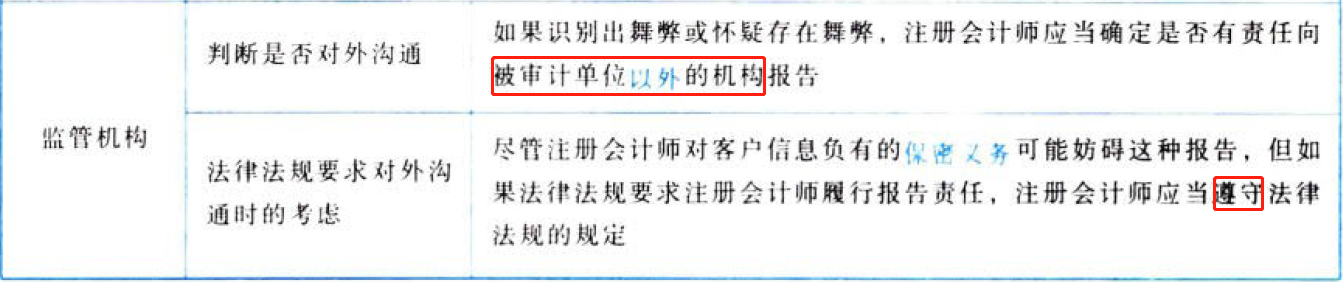 监管机构
判断是否对外沟通
如果识别出舞弊或怀疑存在舞弊，注册会计师应当确定是否有责任向
被审计单位以外的机构报告
法律法规要求对外沟
通时的考虑
尽管注册会计师对客户信息负有的保密义务可能妨碍这种报告，但如
果法律法规要求注册会计师履行报告责任，注册会计师应当遵守法律
法规的规定